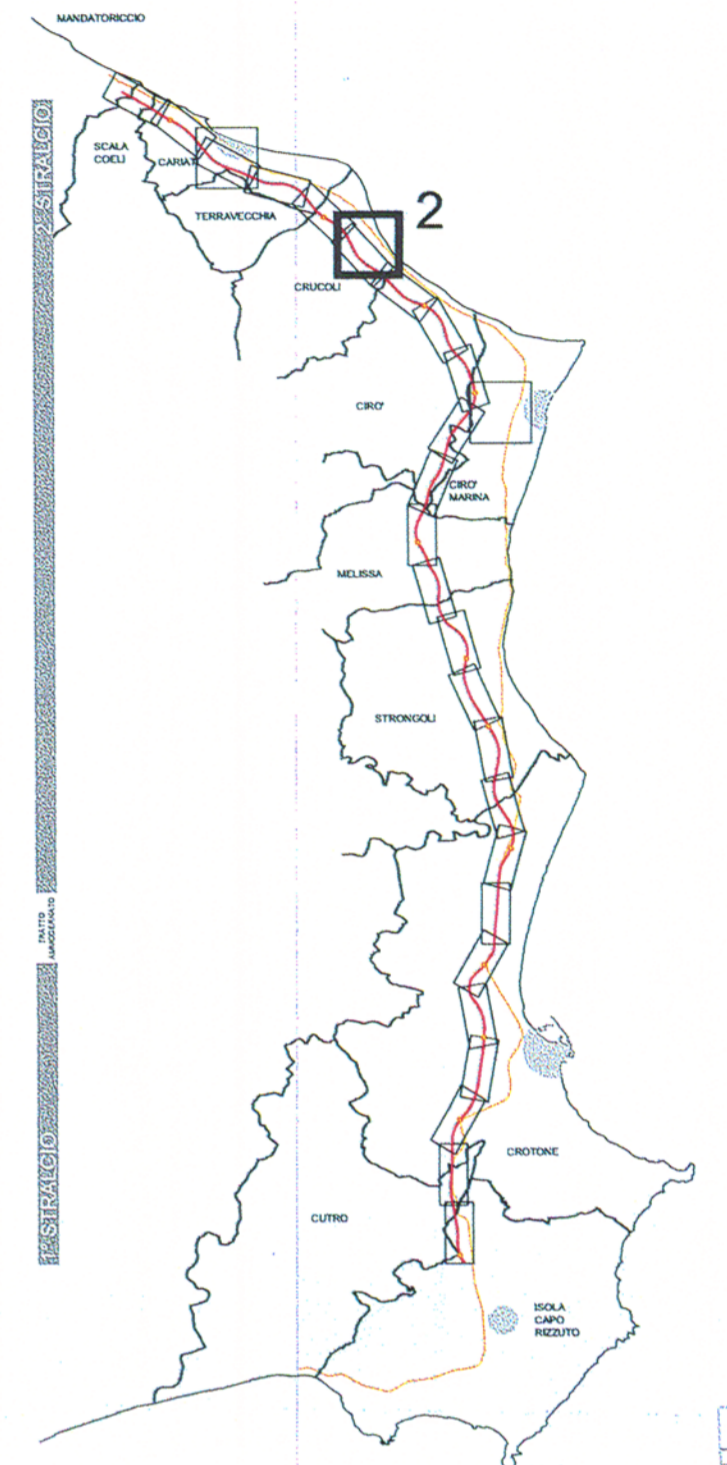 MANDATORICCIO
2° STRALCIO
SCALA
COELI
CARIATI
TERRAVECCHIA
2
CRUCOLI
CIRO'
CIRO'
MARINA
MELISSA
STRONGOLI
TRATTO
AMMODERNATO
1° STRALCIO
CROTONE
CUTRO
ISOLA
CAPO
RIZZUTO